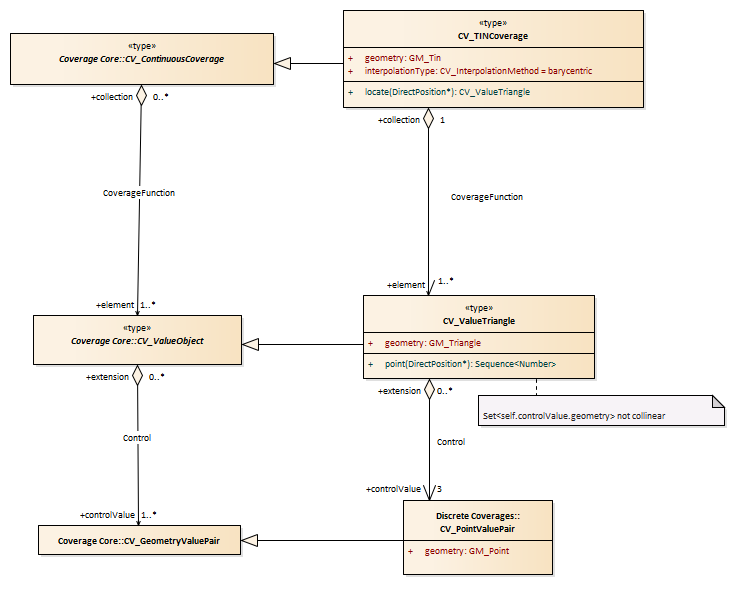 «type»
Coverage Core::CV_ContinuousCoverage
«type»
CV_TINCoverage
+ geometry: GM_Tin
+ interpolationType: CV_InterpolationMethod = barycentric
+ locate(DirectPosition*): CV_ValueTriangle
+collection 0..*
+collection 1
CoverageFunction
CoverageFunction
+element 1..*
+element 1..*
«type»
Coverage Core::CV_ValueObject
«type»
CV_ValueTriangle
+ geometry: GM_Triangle
+ point(DirectPosition*): Sequence<Number>
+extension 0..*
+extension 0..*
Set<self.controlValue.geometry> not collinear
Control
Control
+controlValue 1..*
+controlValue 3
Coverage Core::CV_GeometryValuePair
Discrete Coverages::
CV_PointValuePair
+ geometry: GM_Point